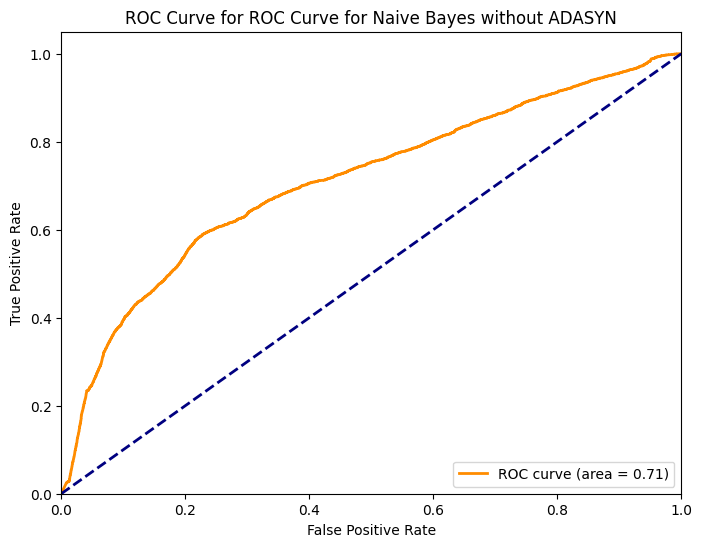 ROC Curve for ROC Curve for Naive Bayes without ADASYN
True Positive Rate
1.0
0.8
0.6
0.4
0.2
0.0
0.0 0.2 0.4 0.6 0.8 1.0
False Positive Rate
ROC curve (area = 0.71)